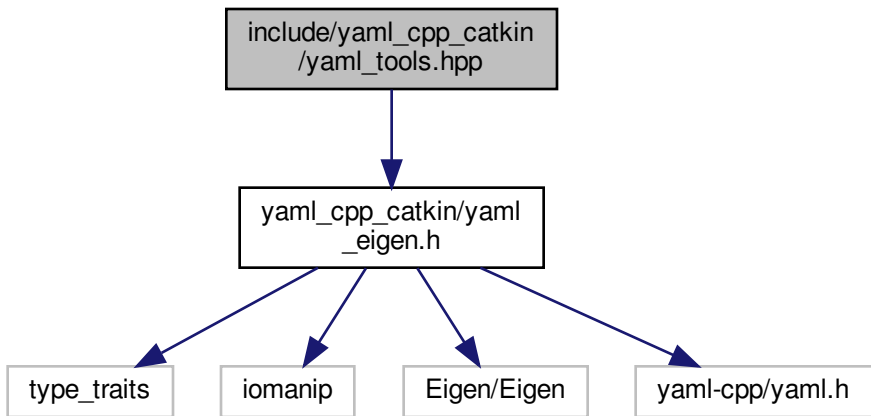 include/yaml_cpp_catkin
/yaml_tools.hpp
yaml_cpp_catkin/yaml
_eigen.h
type_traits
iomanip
Eigen/Eigen
yaml-cpp/yaml.h